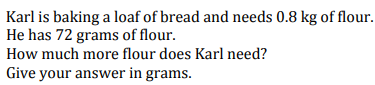 Karl is baking a loaf of bread and needs 0.8 kg of flour.
He has 72 grams of flour.
How much more flour does Karl need?
Give your answer in grams.